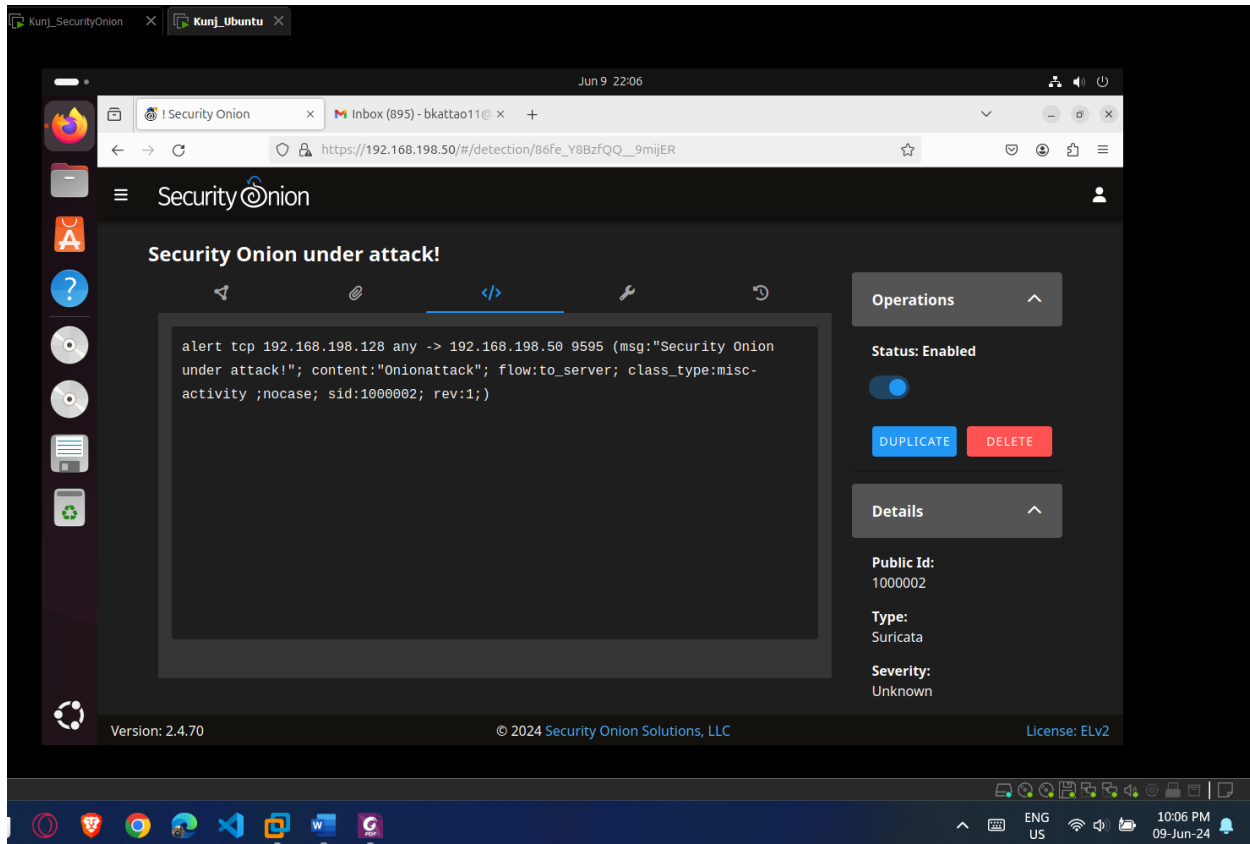 Kunj_SecurityOnion
Kunj_Ubuntu
Jun 9 22:06
! Security Onion
Inbox (895) - bkattao11@
https://192.168.198.50/#/detection/86fe_Y8BzfQQ__9mijER
Security Onion
Security Onion under attack!
alert tcp 192.168.198.128 any -> 192.168.198.50 9595 (msg:"Security Onion
under attack!"; content:"Onionattack"; flow:to_server; class_type:misc-
activity ;nocase; sid:1000002; rev:1;)
Operations
Status: Enabled
DUPLICATE
DELETE
Details
Public Id:
1000002
Type:
Suricata
Severity:
Unknown
Version: 2.4.70
© 2024 Security Onion Solutions, LLC
License: ELv2
ENG
US
10:06 PM
09-Jun-24